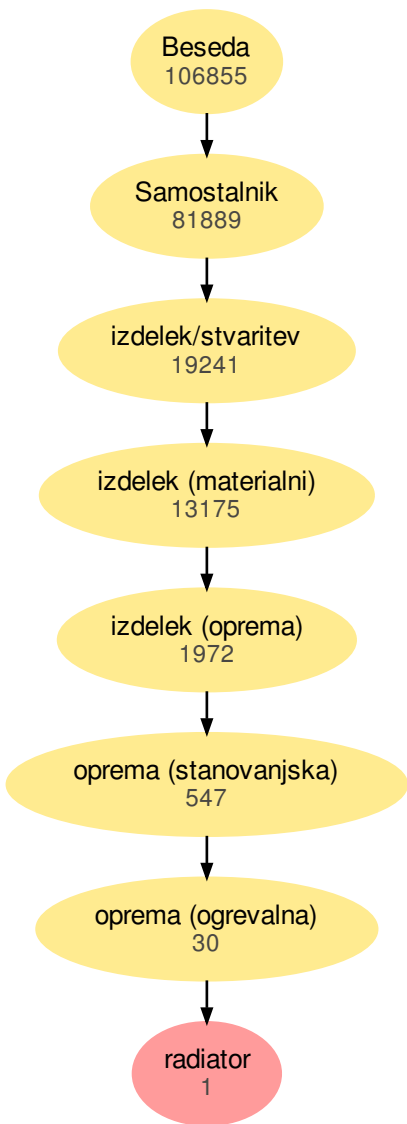 Beseda
106855
Samostalnik
81889
izdelek/stvaritev
19241
izdelek (materialni)
13175
izdelek (oprema)
1972
oprema (stanovanjska)
547
oprema (ogrevalna)
30
radiator
1